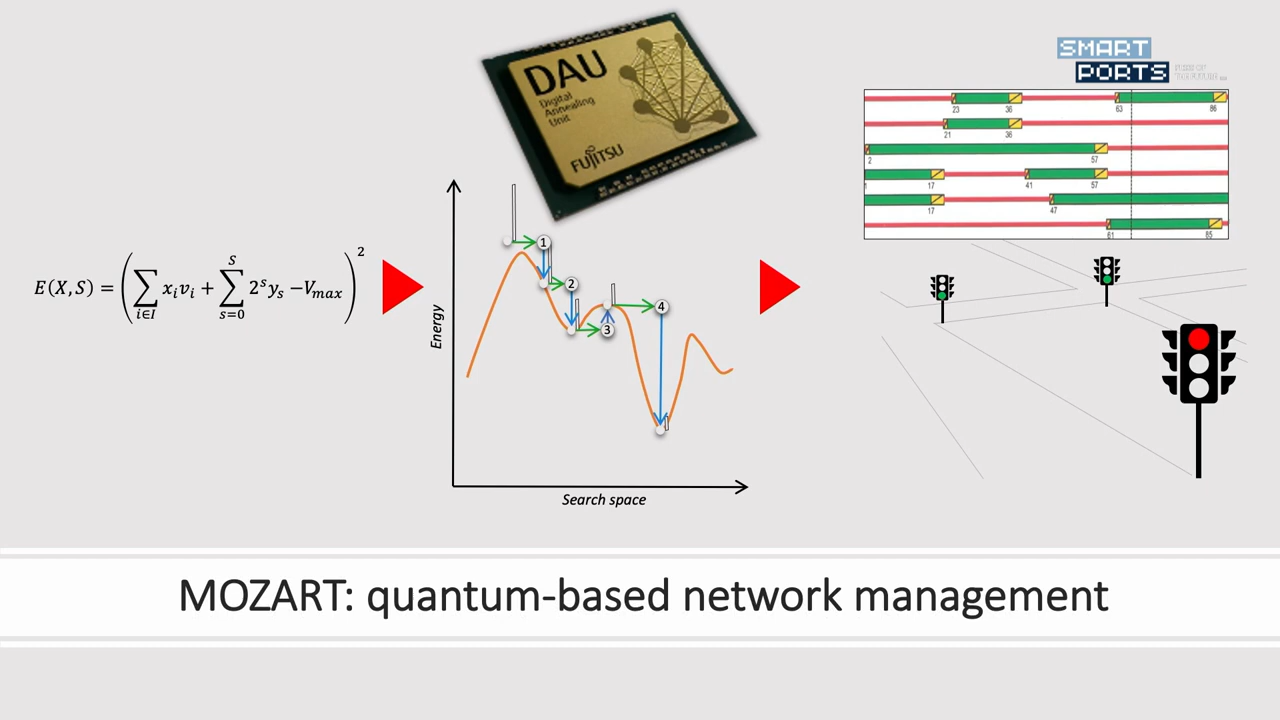 DAU
Digital
Annealing
Unit
FUJITSU
SMART
PORTS
23 36 63 86
21 36
2 57
17 41 57
17 47
61 85
E(X,S) = (∑_{i∈I} x_i v_i + ∑_{s=0}^{S} 2^s y_s − V_{max})^2
Energy
1
2
3
4
Search space
MOZART: quantum-based network management